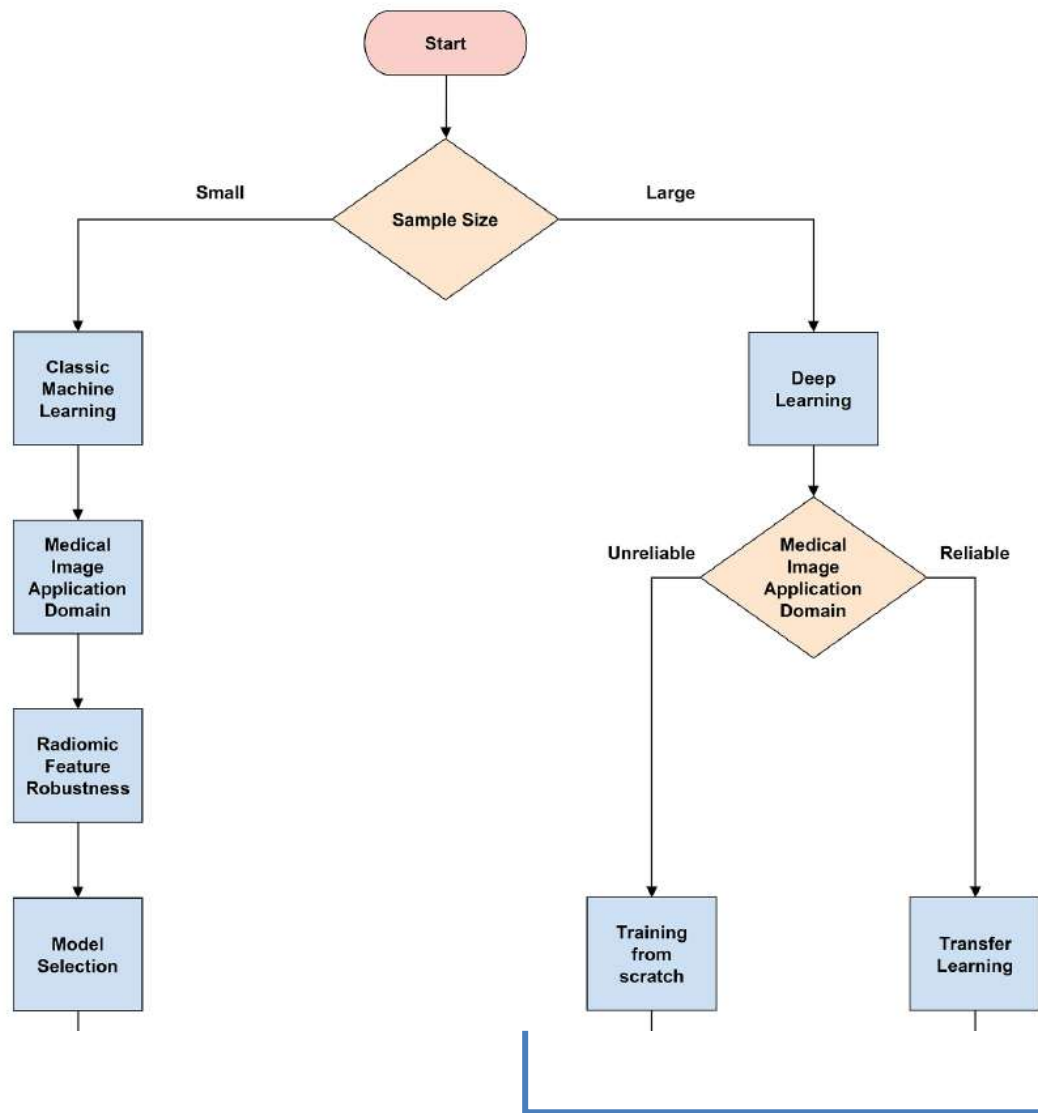 Start
Small
Sample Size
Large
Classic
Machine
Learning
Deep
Learning
Medical
Image
Application
Domain
Unreliable
Medical
Image
Application
Domain
Reliable
Radiomic
Feature
Robustness
Model
Selection
Training
from
scratch
Transfer
Learning